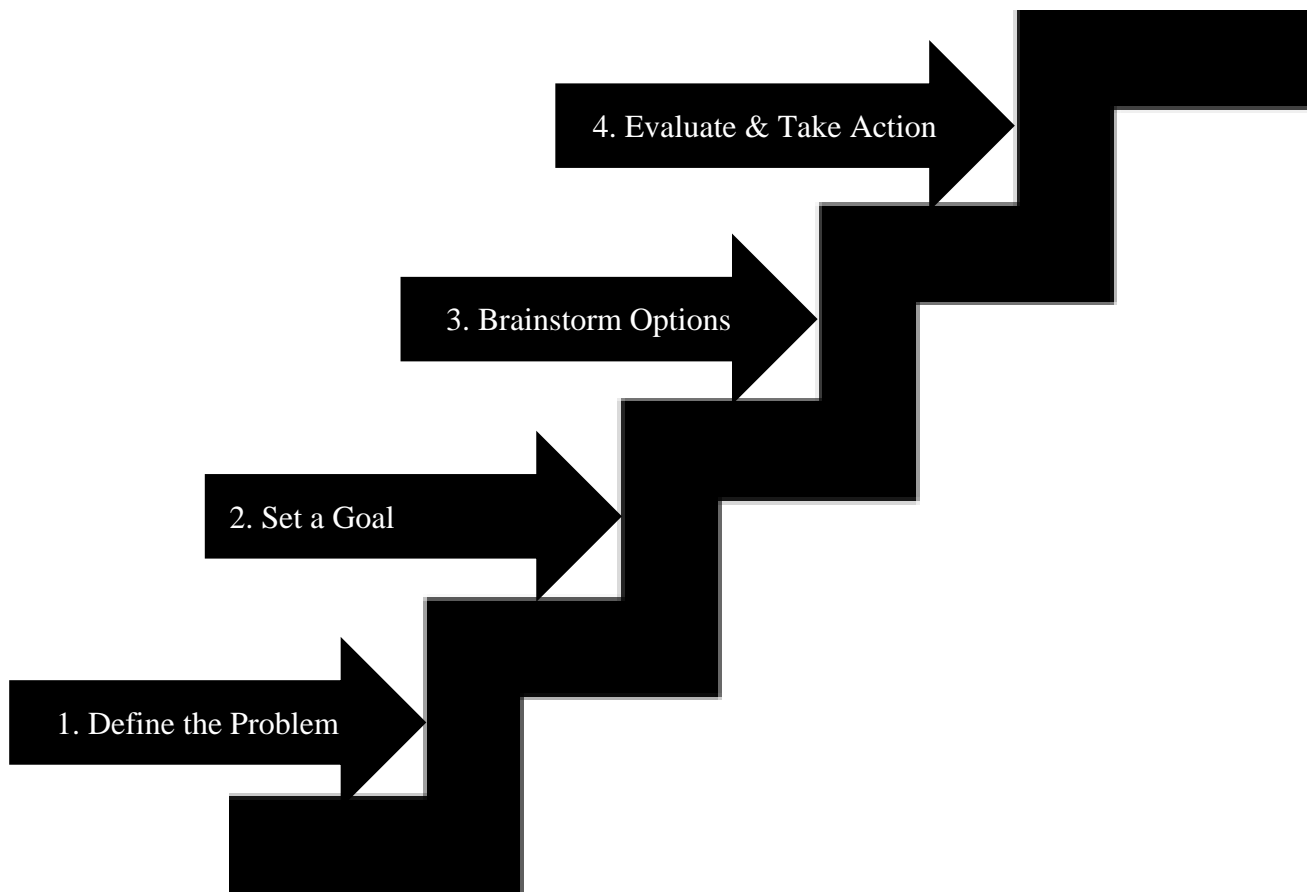 4. Evaluate & Take Action
3. Brainstorm Options
2. Set a Goal
1. Define the Problem